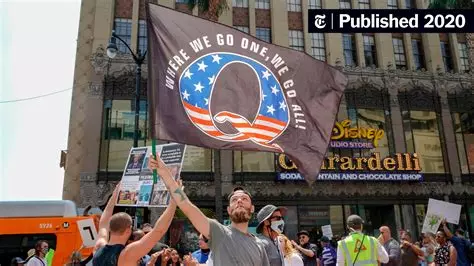 Published 2020
WHERE WE GO ONE, WE GO ALL!
Q
Disney
STUDIO STORE
Ghirardelli
SODA FOUNTAIN AND CHOCOLATE SHOP